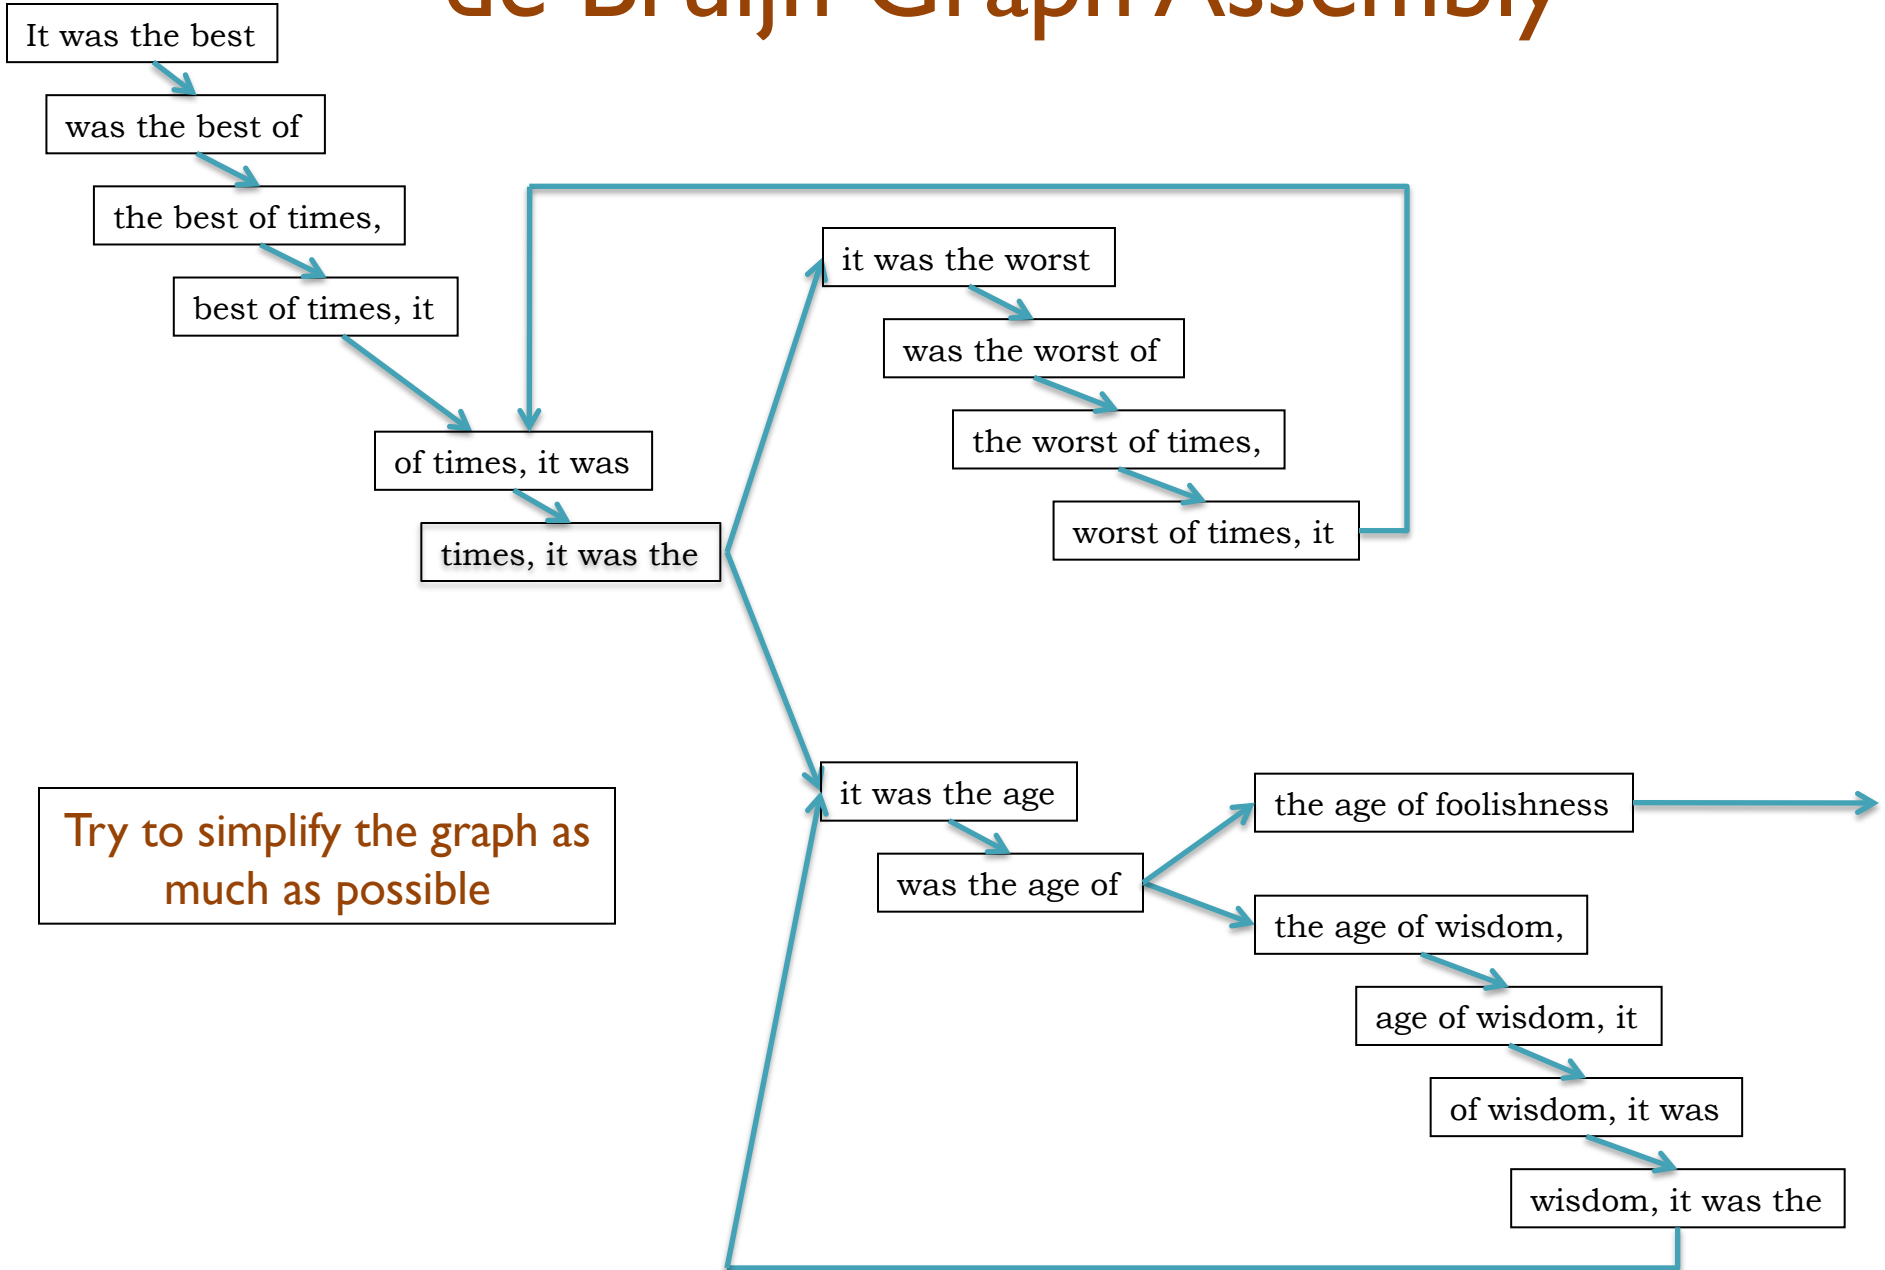 de Bruijn Graph Assembly
It was the best
was the best of
the best of times,
best of times, it
of times, it was
times, it was the
it was the worst
was the worst of
the worst of times,
worst of times, it
it was the age
was the age of
the age of foolishness
the age of wisdom,
age of wisdom, it
of wisdom, it was
wisdom, it was the
Try to simplify the graph as
much as possible